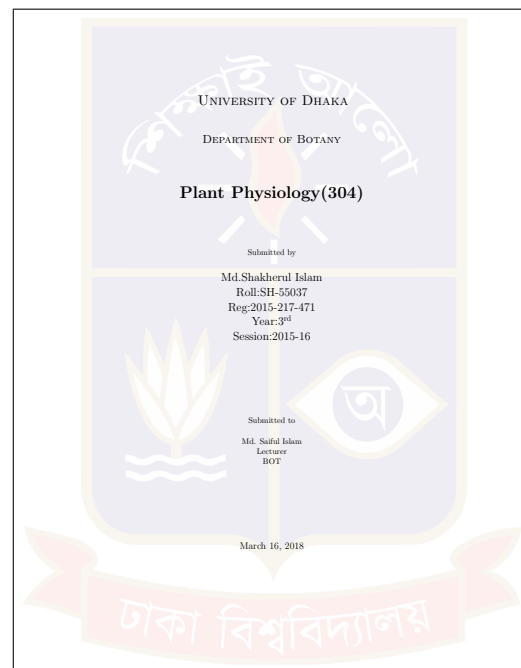 শিক্ষাই আলো
University of Dhaka
Department of Botany
Plant Physiology(304)
Submitted by
Md.Shakherul Islam
Roll:SH-55037
Reg:2015-217-471
Year:3rd
Session:2015-16
অ
Submitted to
Md. Saiful Islam
Lecturer
BOT
March 16, 2018
ঢাকা বিশ্ববিদ্যালয়